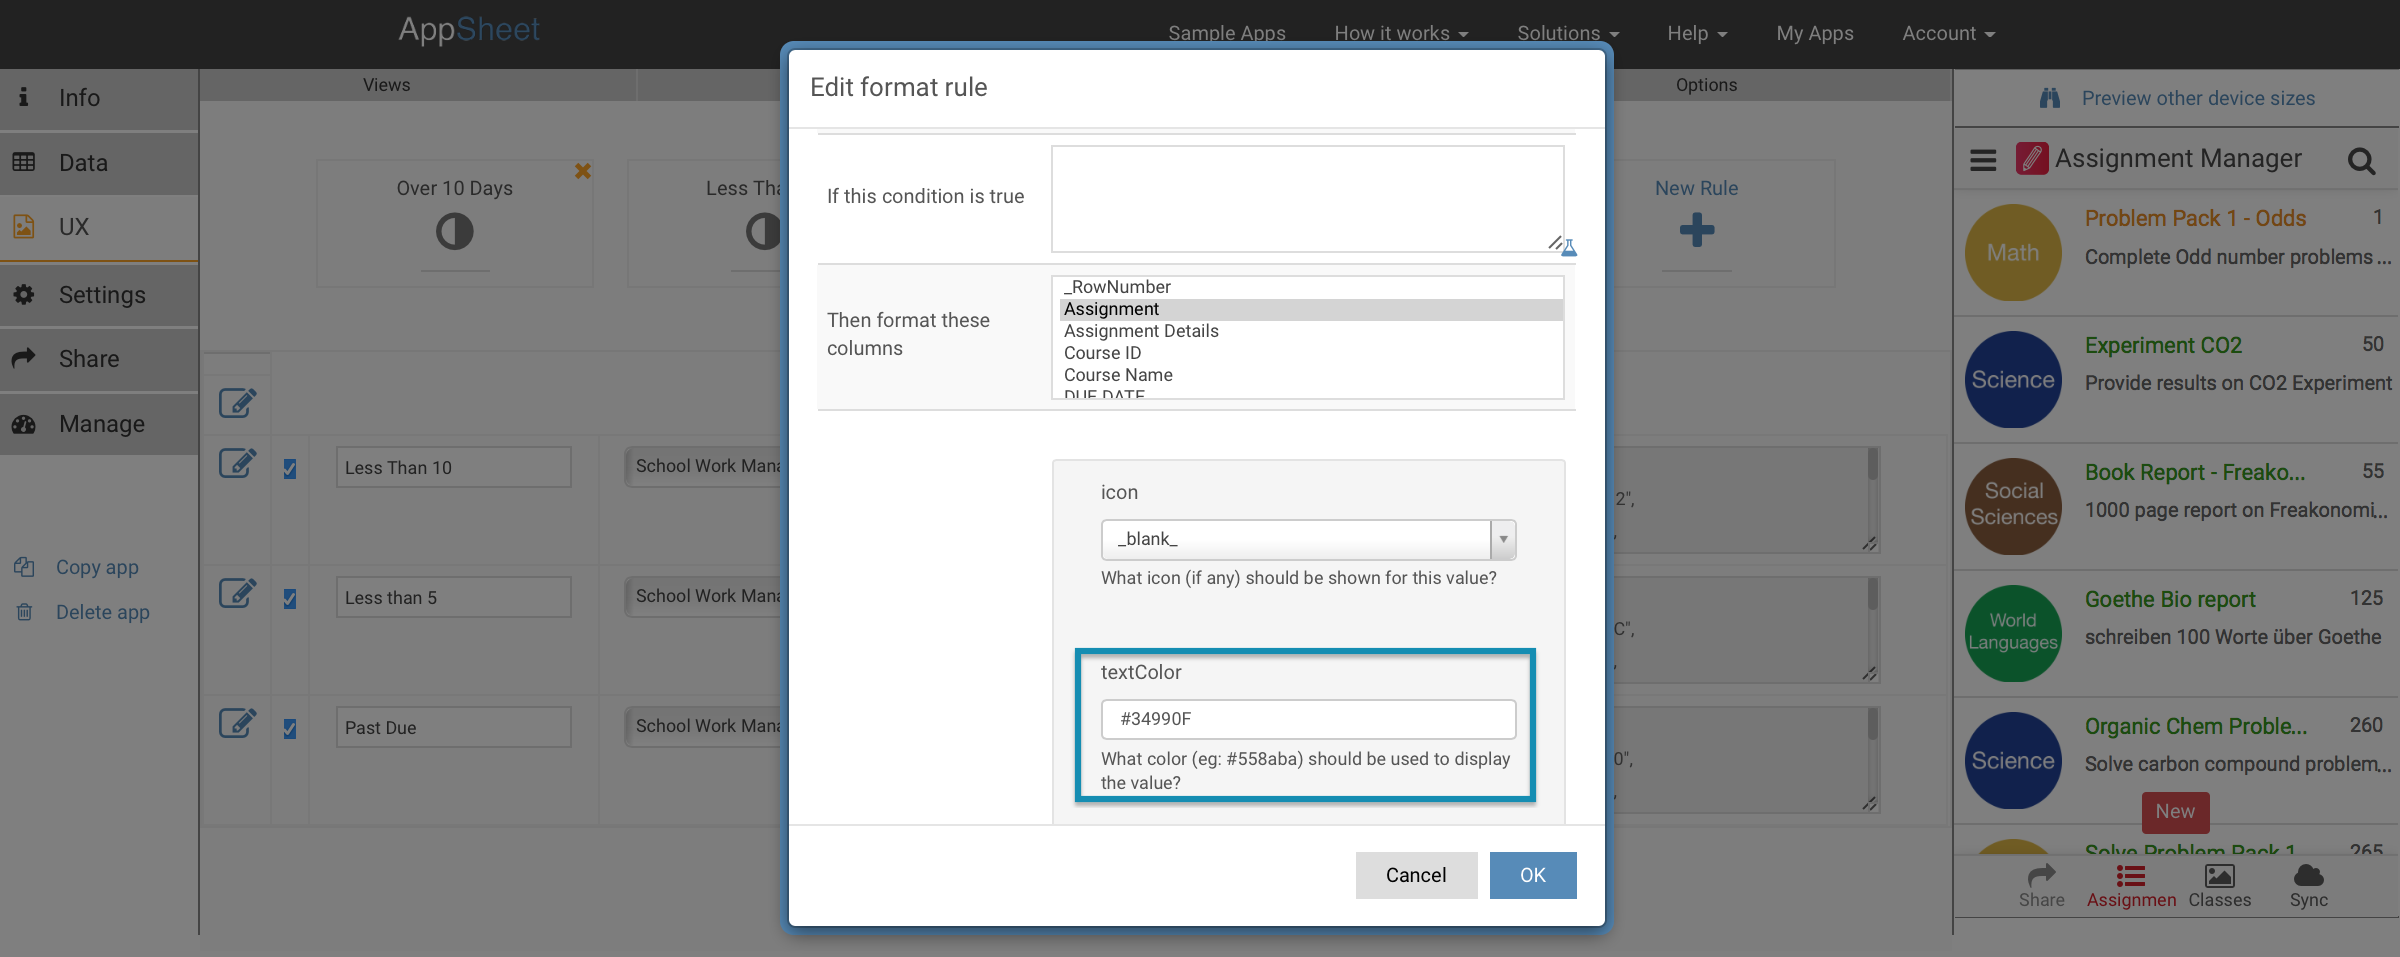 AppSheet
Sample Apps
How it works
Solutions
Help
My Apps
Account
Info
Data
UX
Settings
Share
Manage
Copy app
Delete app
Views
Options
Over 10 Days
Less Tha
New Rule
Less Than 10
School Work Mana
2",
Less than 5
School Work Mana
C",
Past Due
School Work Mana
0",
Edit format rule
If this condition is true
Then format these
columns
_RowNumber
Assignment
Assignment Details
Course ID
Course Name
DUE DATE
icon
_blank_
What icon (if any) should be shown for this value?
textColor
#34990F
What color (eg: #558aba) should be used to display
the value?
Cancel
OK
Preview other device sizes
Assignment Manager
Math
Problem Pack 1 - Odds
1
Complete Odd number problems ...
Science
Experiment CO2
50
Provide results on CO2 Experiment
Social
Sciences
Book Report - Freako...
55
1000 page report on Freakonomi...
World
Languages
Goethe Bio report
125
schreiben 100 Worte über Goethe
Science
Organic Chem Proble...
260
Solve carbon compound problem...
New
Solve Problem Pack 1
265
Share
Assignmen
Classes
Sync